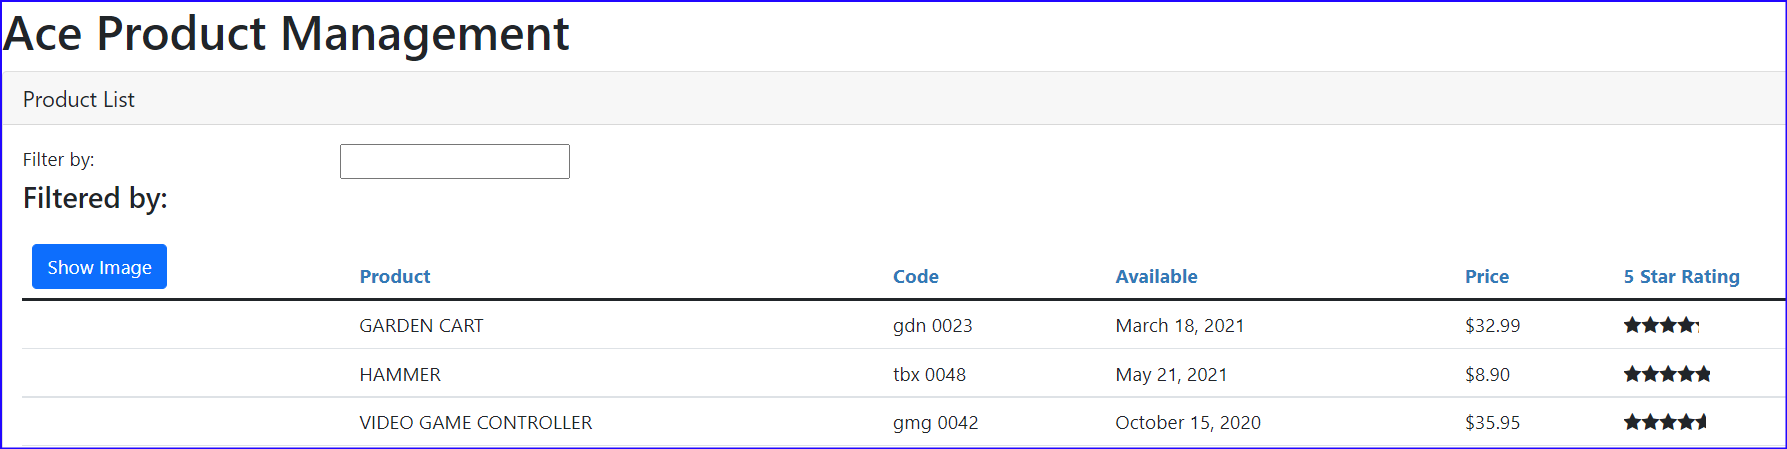 Ace Product Management
Product List
Filter by:
Filtered by:
Show Image Product Code Available Price 5 Star Rating
GARDEN CART gdn 0023 March 18, 2021 $32.99
HAMMER tbx 0048 May 21, 2021 $8.90
VIDEO GAME CONTROLLER gmg 0042 October 15, 2020 $35.95